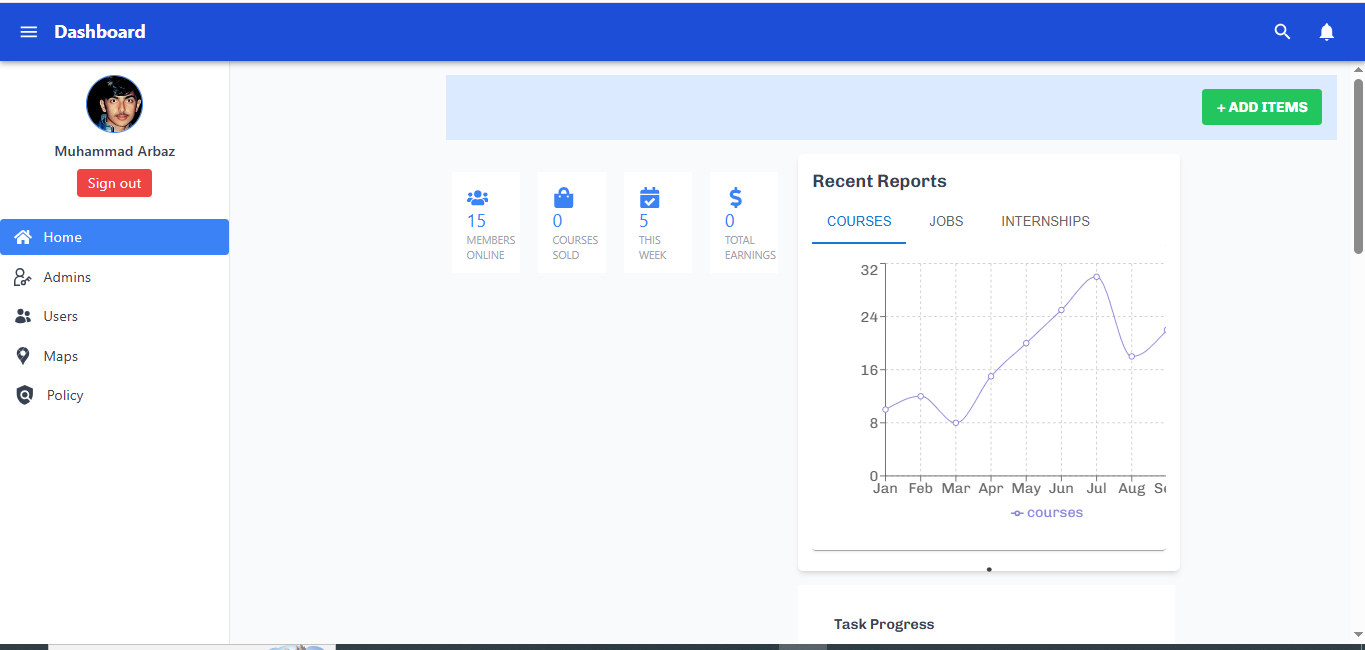 Dashboard
Muhammad Arbaz
Sign out
Home
Admins
Users
Maps
Policy
+ ADD ITEMS
15
MEMBERS
ONLINE
0
COURSES
SOLD
5
THIS
WEEK
0
TOTAL
EARNINGS
Recent Reports
COURSES JOBS INTERNSHIPS
32
24
16
8
0
Jan Feb Mar Apr May Jun Jul Aug
courses
Task Progress